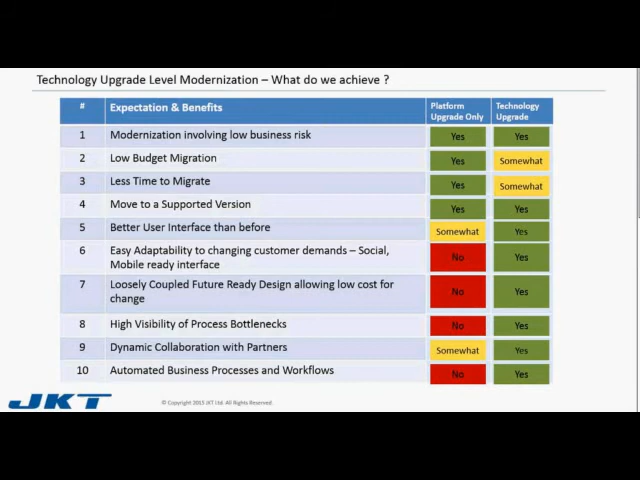 Technology Upgrade Level Modernization – What do we achieve ?
# Expectation & Benefits Platform Upgrade Only Technology Upgrade
1 Modernization involving low business risk Yes Yes
2 Low Budget Migration Yes Somewhat
3 Less Time to Migrate Yes Somewhat
4 Move to a Supported Version Yes Yes
5 Better User Interface than before Somewhat Yes
6 Easy Adaptability to changing customer demands – Social,
Mobile ready interface No Yes
7 Loosely Coupled Future Ready Design allowing low cost for
change No Yes
8 High Visibility of Process Bottlenecks No Yes
9 Dynamic Collaboration with Partners Somewhat Yes
10 Automated Business Processes and Workflows No Yes
JKT © Copyright 2015 JKT Ltd. All Rights Reserved.